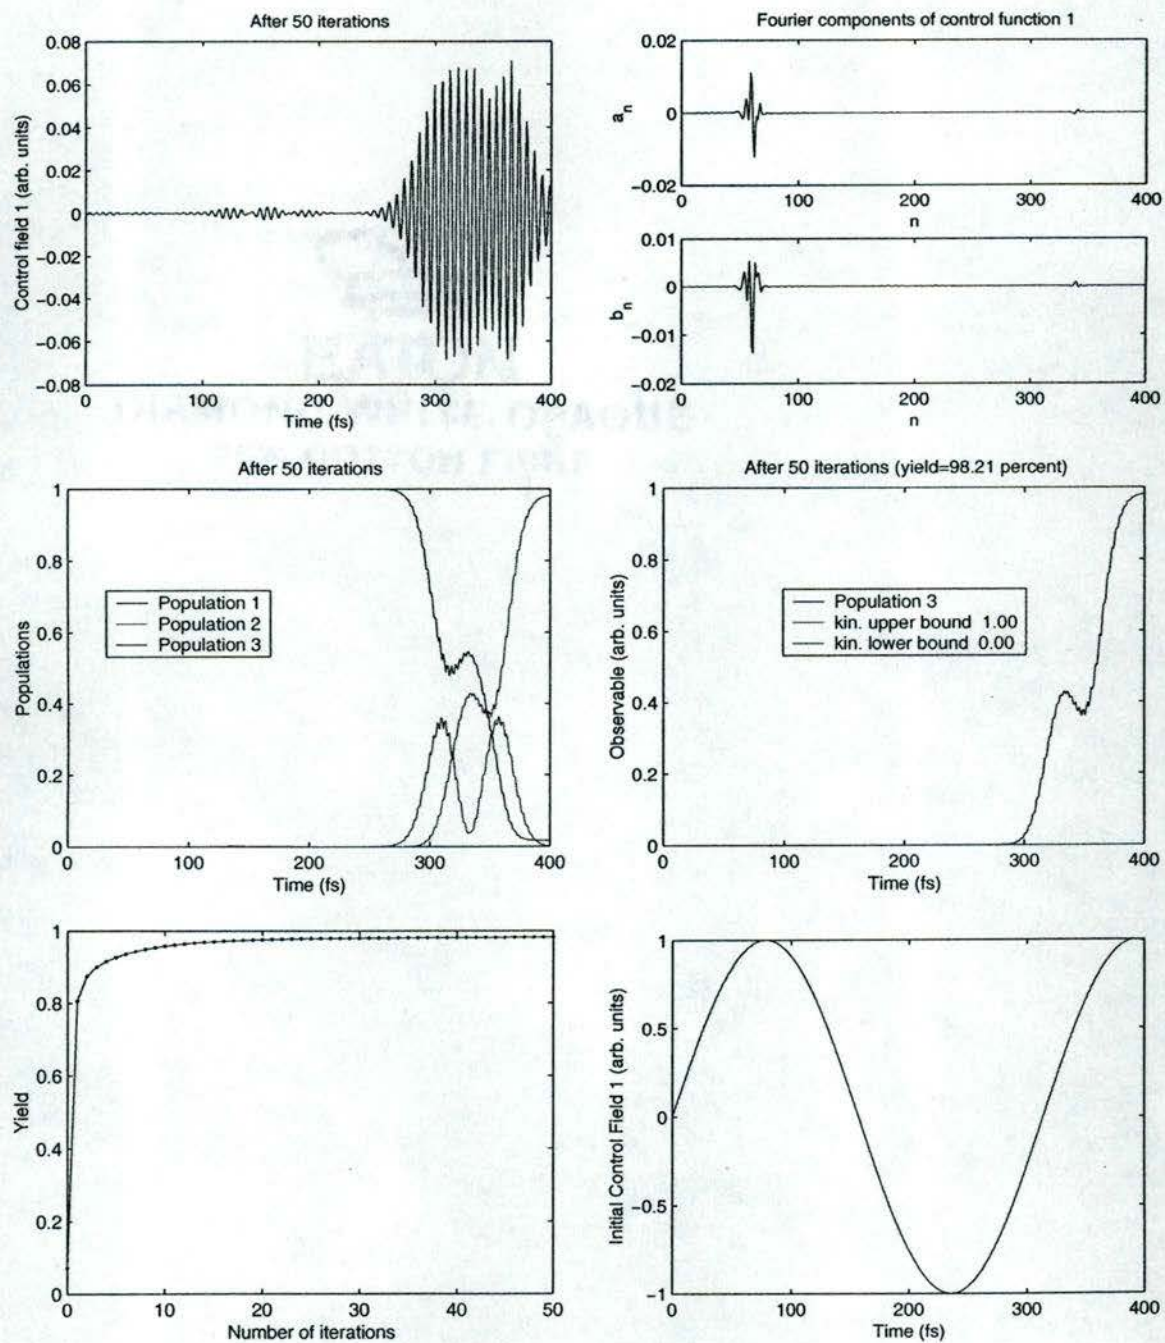 After 50 iterations
0.08
0.06
0.04
0.02
0
−0.02
−0.04
−0.06
−0.08
Control field 1 (arb. units)
0 100 200 300 400
Time (fs)
Fourier components of control function 1
0.02
0
−0.02
a_n
0 100 200 300 400
n
0.01
0
−0.01
−0.02
b_n
0 100 200 300 400
n
After 50 iterations
1
0.8
0.6
0.4
0.2
0
Populations
Population 1
Population 2
Population 3
0 100 200 300 400
Time (fs)
After 50 iterations (yield=98.21 percent)
1
0.8
0.6
0.4
0.2
0
Observable (arb. units)
Population 3
kin. upper bound 1.00
kin. lower bound 0.00
0 100 200 300 400
Time (fs)
1
0.8
0.6
0.4
0.2
0
Yield
0 10 20 30 40 50
Number of iterations
1
0.5
0
−0.5
−1
Initial Control Field 1 (arb. units)
0 100 200 300 400
Time (fs)